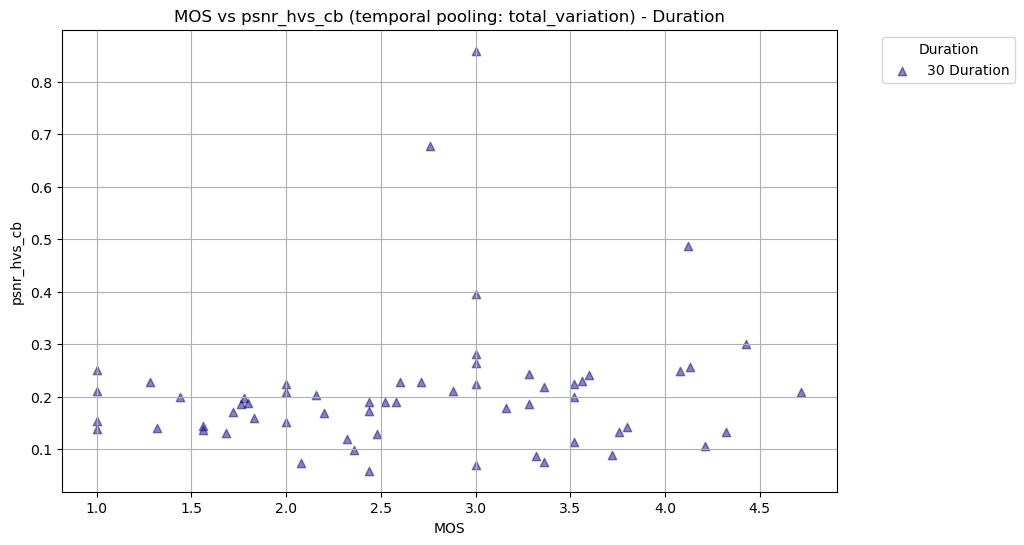 MOS vs psnr_hvs_cb (temporal pooling: total_variation) - Duration
Duration
30 Duration
psnr_hvs_cb
0.8
0.7
0.6
0.5
0.4
0.3
0.2
0.1
1.0 1.5 2.0 2.5 3.0 3.5 4.0 4.5
MOS